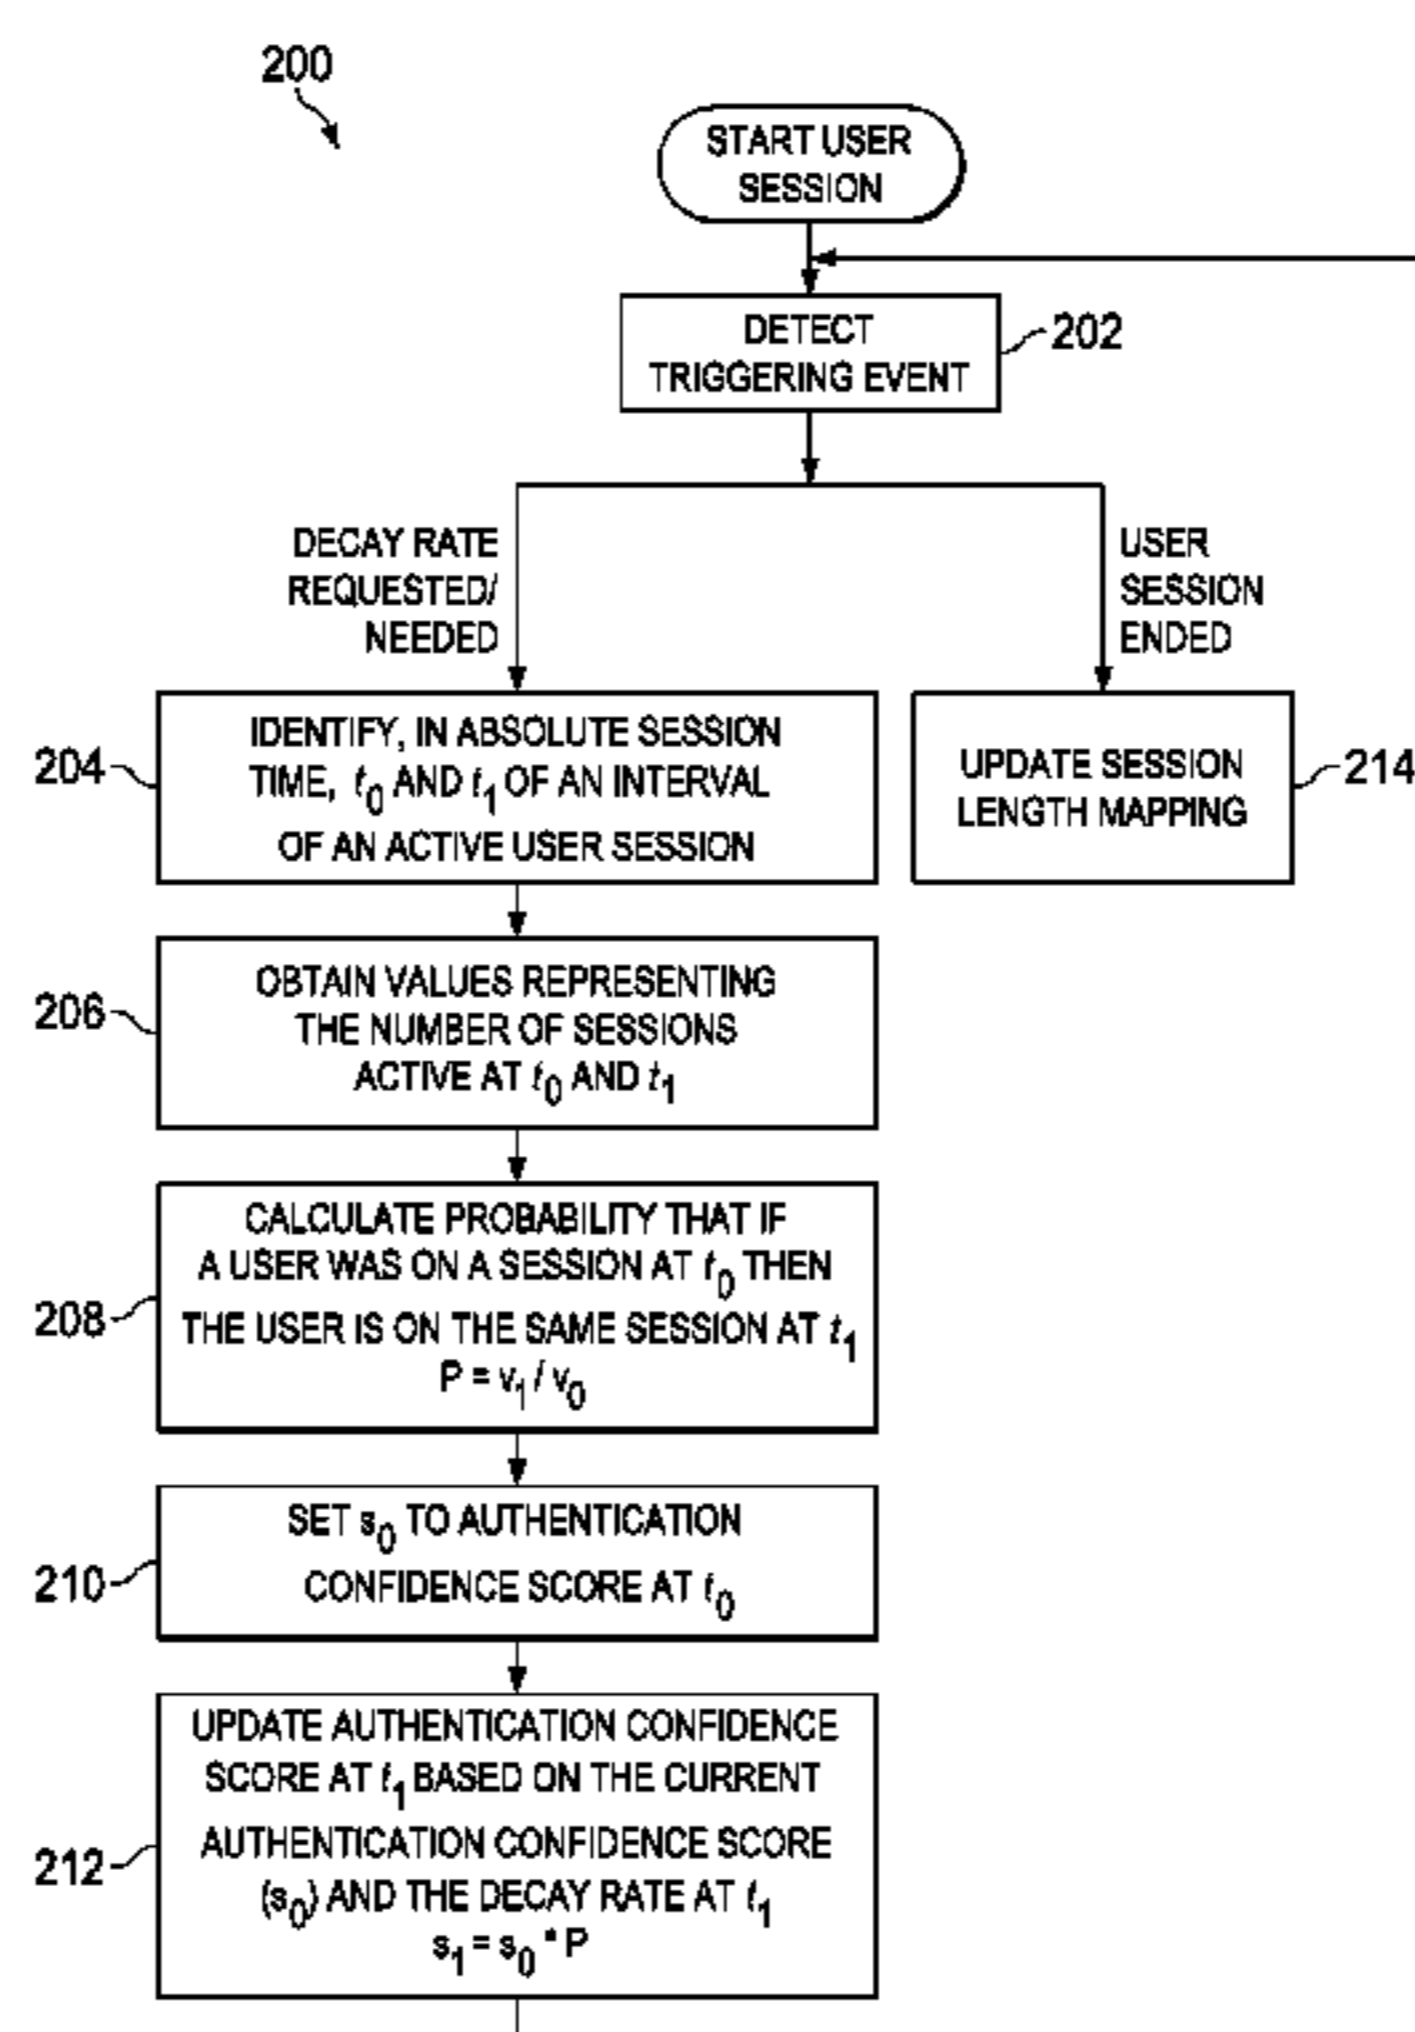 200
START USER
SESSION
DETECT
TRIGGERING EVENT
202
DECAY RATE
REQUESTED/
NEEDED
USER
SESSION
ENDED
204
IDENTIFY, IN ABSOLUTE SESSION
TIME, t0 AND t1 OF AN INTERVAL
OF AN ACTIVE USER SESSION
UPDATE SESSION
LENGTH MAPPING
214
206
OBTAIN VALUES REPRESENTING
THE NUMBER OF SESSIONS
ACTIVE AT t0 AND t1
208
CALCULATE PROBABILITY THAT IF
A USER WAS ON A SESSION AT t0 THEN
THE USER IS ON THE SAME SESSION AT t1
P = v1 / v0
210
SET s0 TO AUTHENTICATION
CONFIDENCE SCORE AT t0
212
UPDATE AUTHENTICATION CONFIDENCE
SCORE AT t1 BASED ON THE CURRENT
AUTHENTICATION CONFIDENCE SCORE
(s0) AND THE DECAY RATE AT t1
s1 = s0 * P